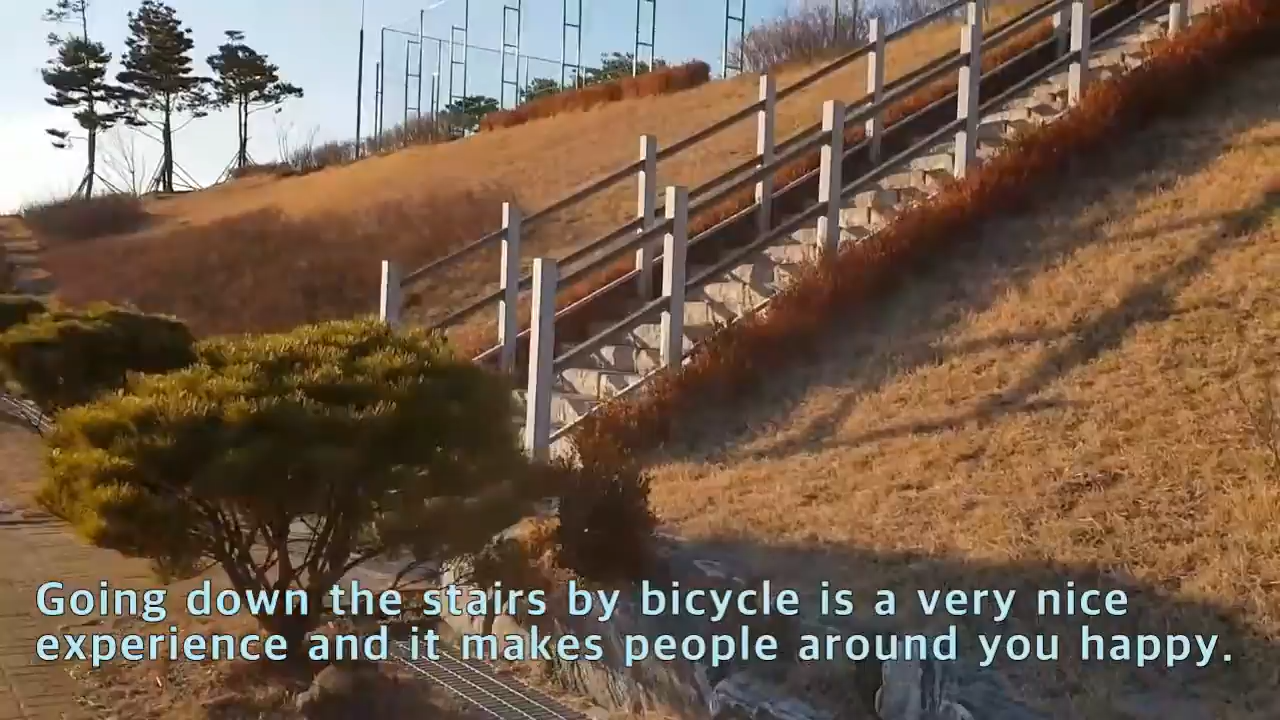 Going down the stairs by bicycle is a very nice
experience and it makes people around you happy.